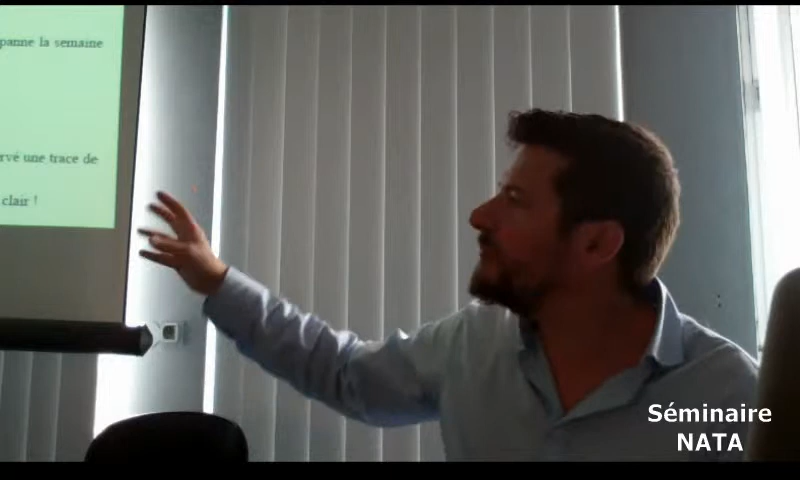 panne la semaine
rvé une trace de
clair !
Séminaire
NATA